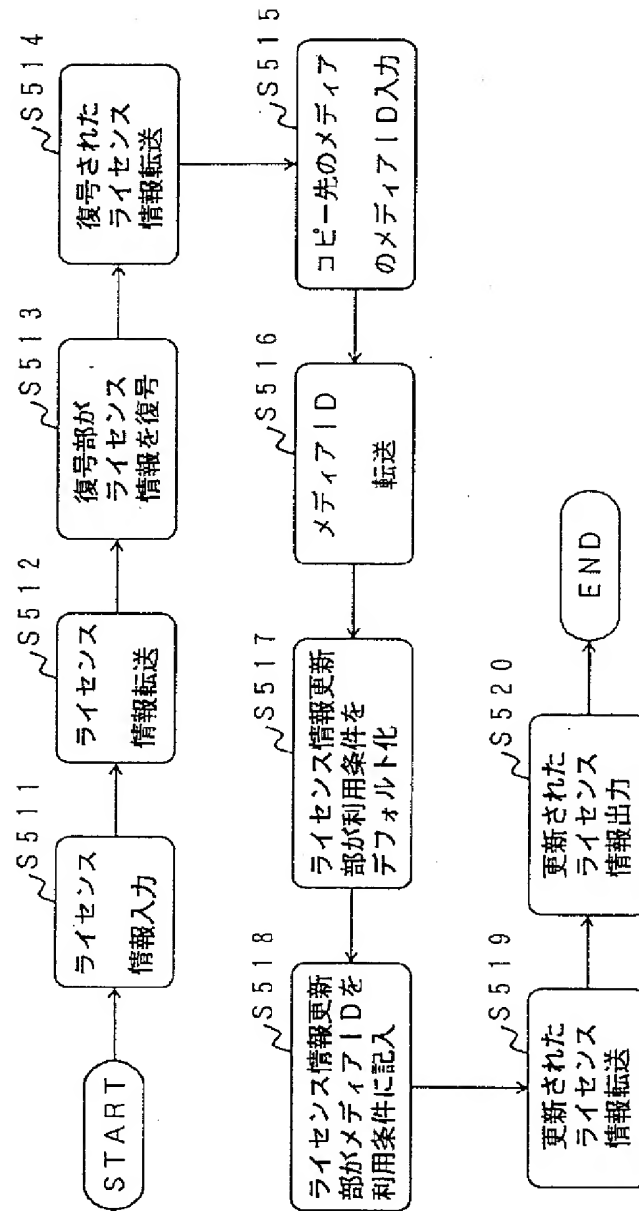 START
S511
ライセンス
情報入力
S512
ライセンス
情報転送
S513
復号部が
ライセンス
情報を復号
S514
復号された
ライセンス
情報転送
S515
コピー先のメディア
のメディアID入力
S516
メディアID
転送
S517
ライセンス情報更新
部が利用条件を
デフォルト化
S518
ライセンス情報更新
部がメディアIDを
利用条件に記入
S519
更新された
ライセンス
情報転送
S520
更新された
ライセンス
情報出力
END